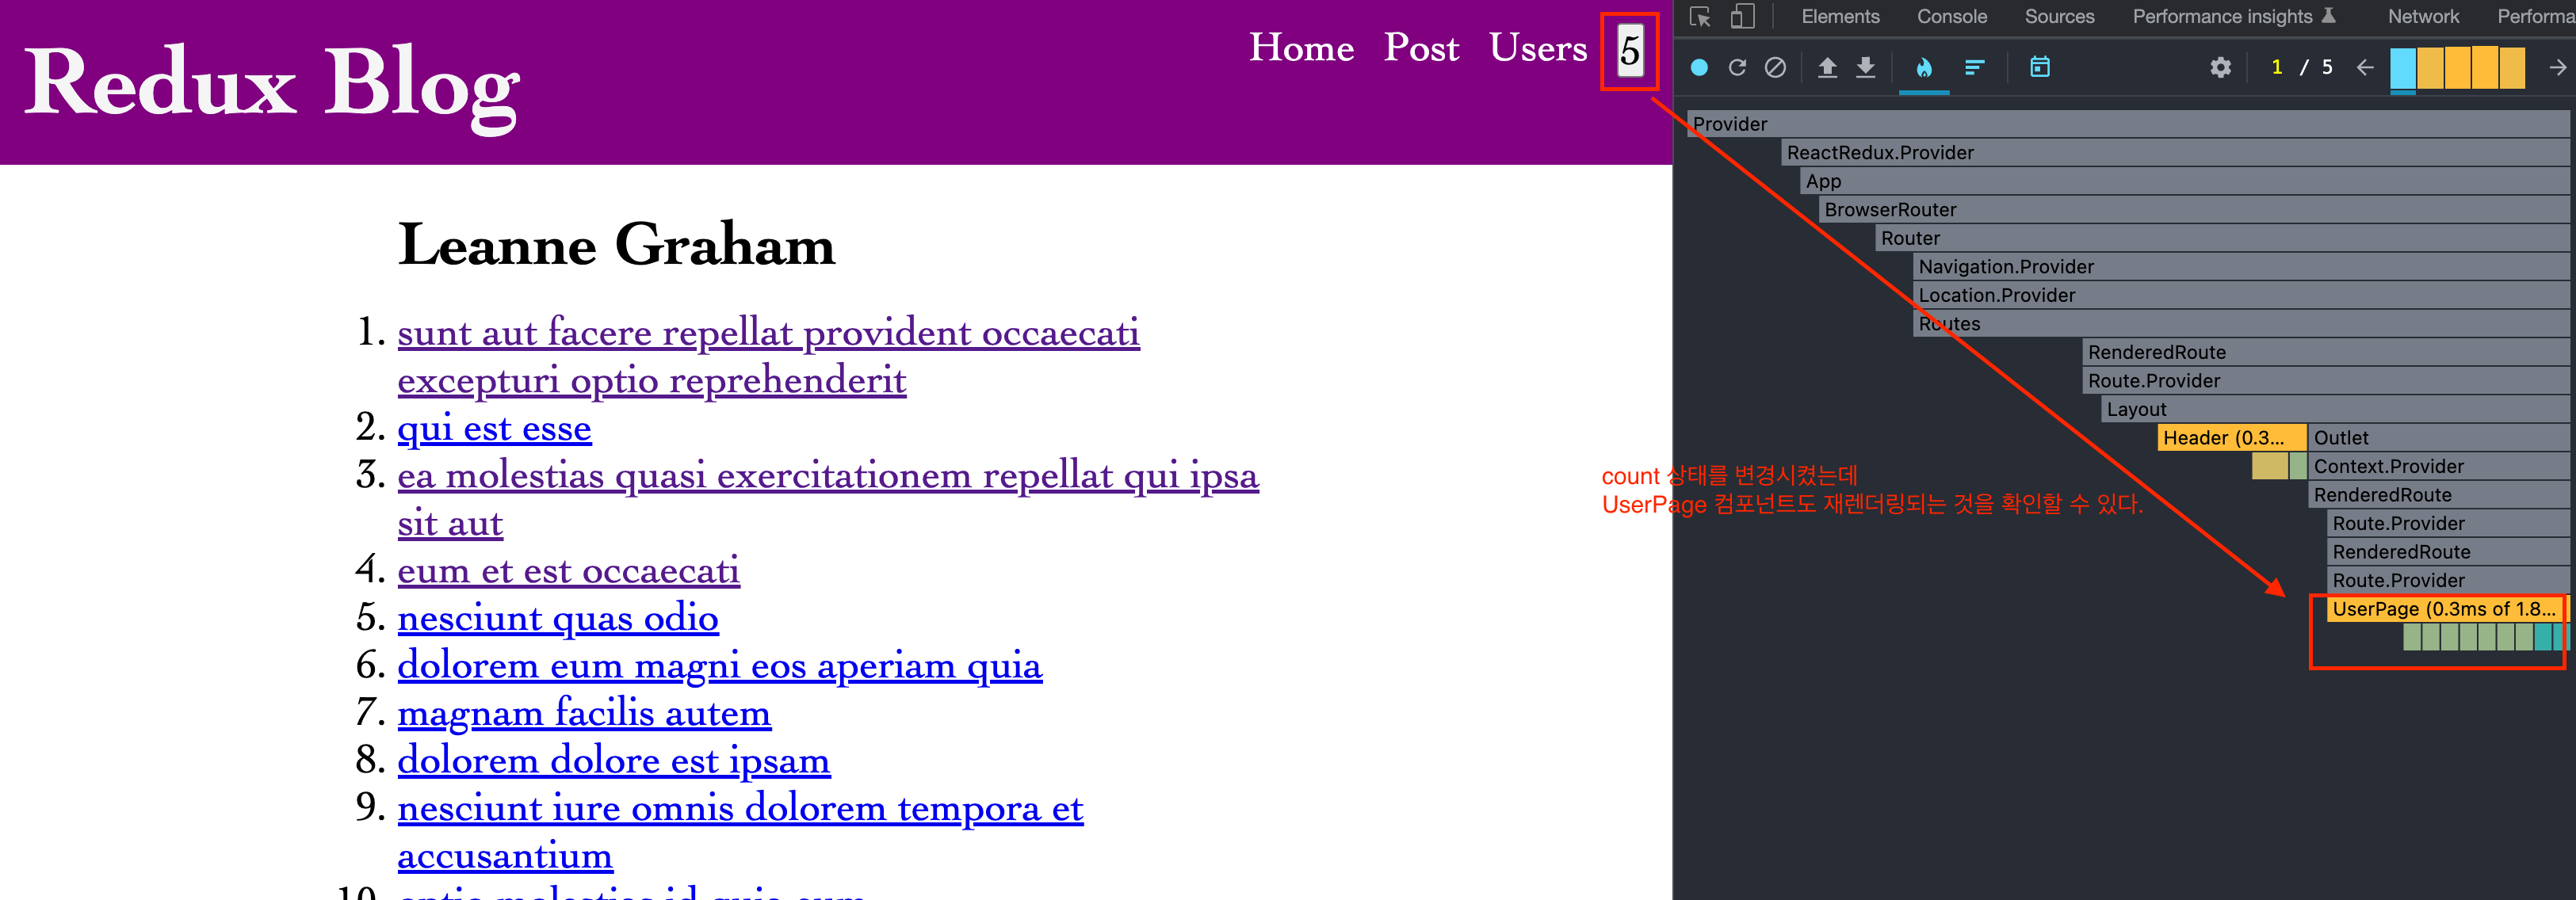 Redux Blog
Home Post Users 5
Leanne Graham
1. sunt aut facere repellat provident occaecati
excepturi optio reprehenderit
2. qui est esse
3. ea molestias quasi exercitationem repellat qui ipsa
sit aut
4. eum et est occaecati
5. nesciunt quas odio
6. dolorem eum magni eos aperiam quia
7. magnam facilis autem
8. dolorem dolore est ipsam
9. nesciunt iure omnis dolorem tempora et
accusantium
10. optio molestias id quia eum
Elements Console Sources Performance insights Network Performa
1 / 5
Provider
ReactRedux.Provider
App
BrowserRouter
Router
Navigation.Provider
Location.Provider
Routes
RenderedRoute
Route.Provider
Layout
Header (0.3... Outlet
Context.Provider
RenderedRoute
Route.Provider
RenderedRoute
Route.Provider
UserPage (0.3ms of 1.8...
count 상태를 변경시켰는데
UserPage 컴포넌트도 재렌더링되는 것을 확인할 수 있다.